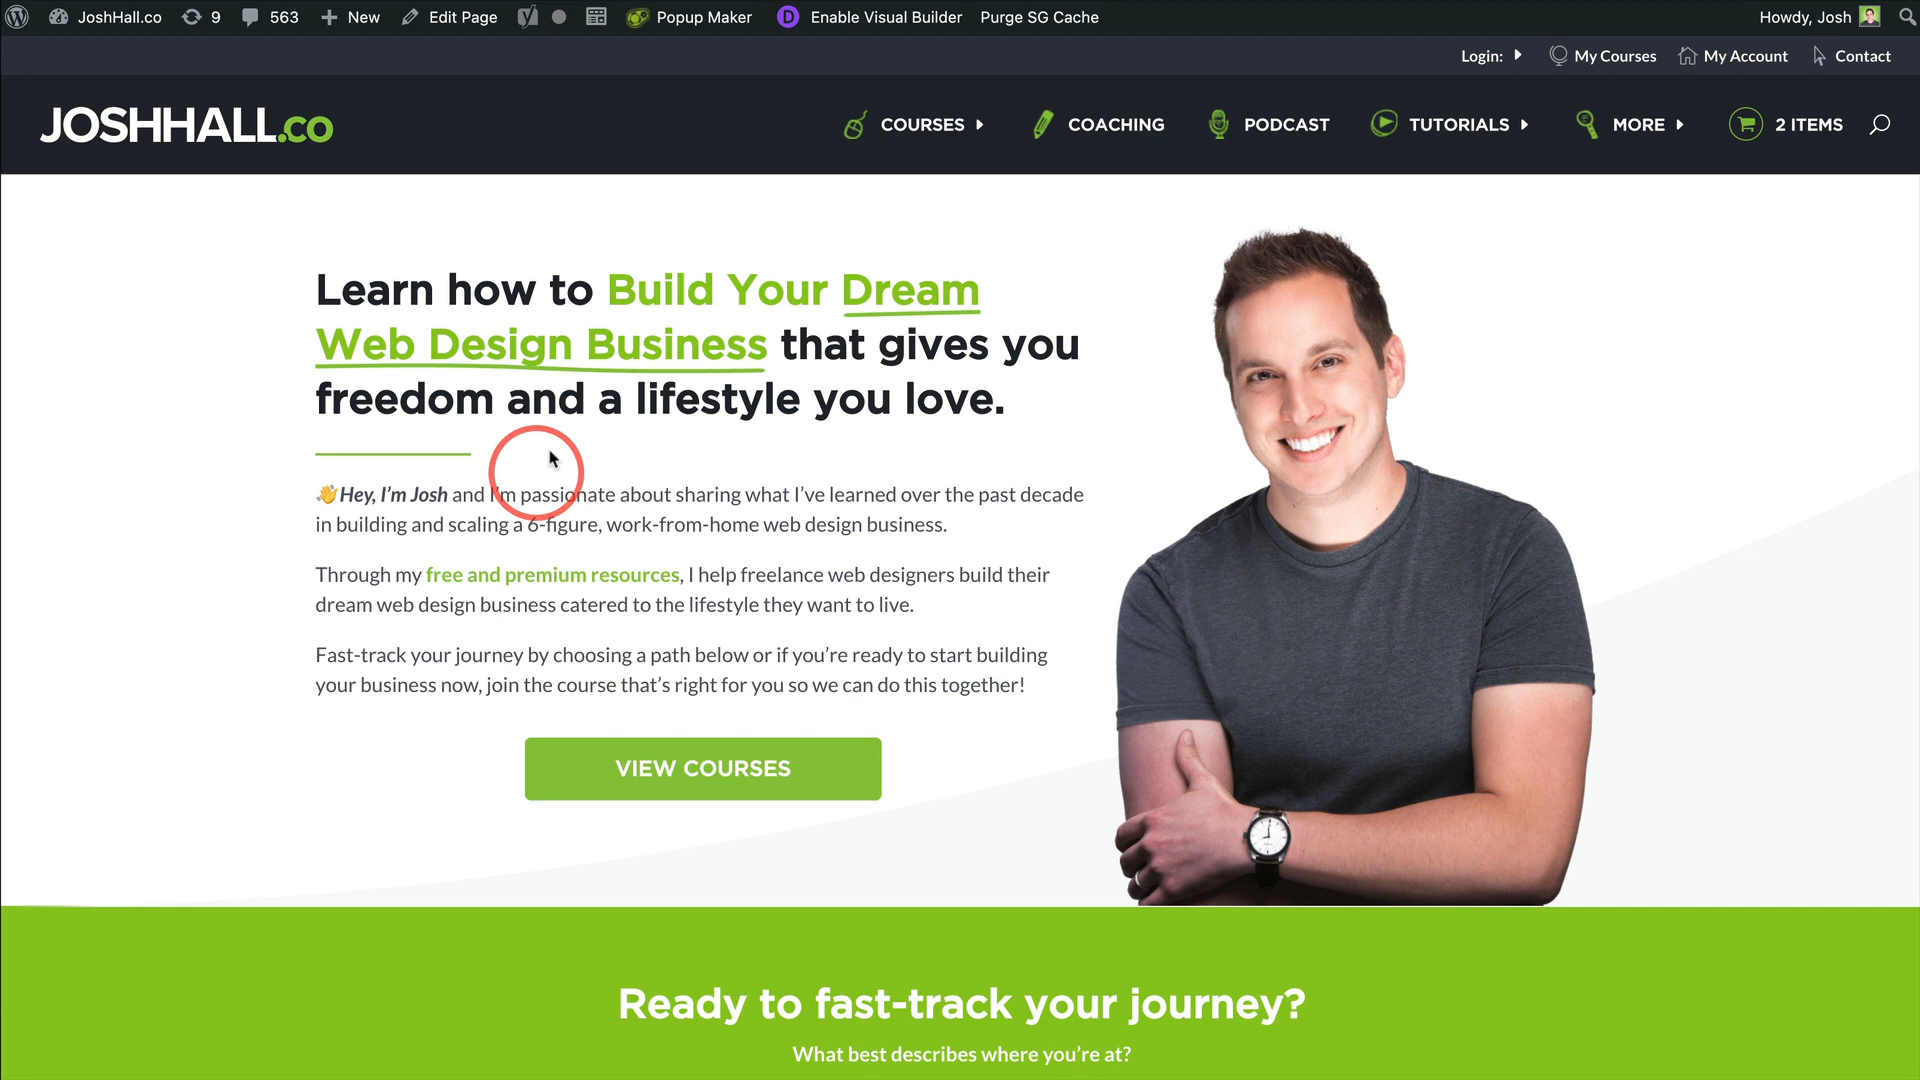 JoshHall.co 9 563 New Edit Page Popup Maker D Enable Visual Builder Purge SG Cache Howdy, Josh
Login: My Courses My Account Contact
JOSHHALL.co COURSES COACHING PODCAST TUTORIALS MORE 2 ITEMS
Learn how to Build Your Dream
Web Design Business that gives you
freedom and a lifestyle you love.
👋Hey, I'm Josh and I'm passionate about sharing what I've learned over the past decade
in building and scaling a 6-figure, work-from-home web design business.
Through my free and premium resources, I help freelance web designers build their
dream web design business catered to the lifestyle they want to live.
Fast-track your journey by choosing a path below or if you're ready to start building
your business now, join the course that's right for you so we can do this together!
VIEW COURSES
Ready to fast-track your journey?
What best describes where you're at?